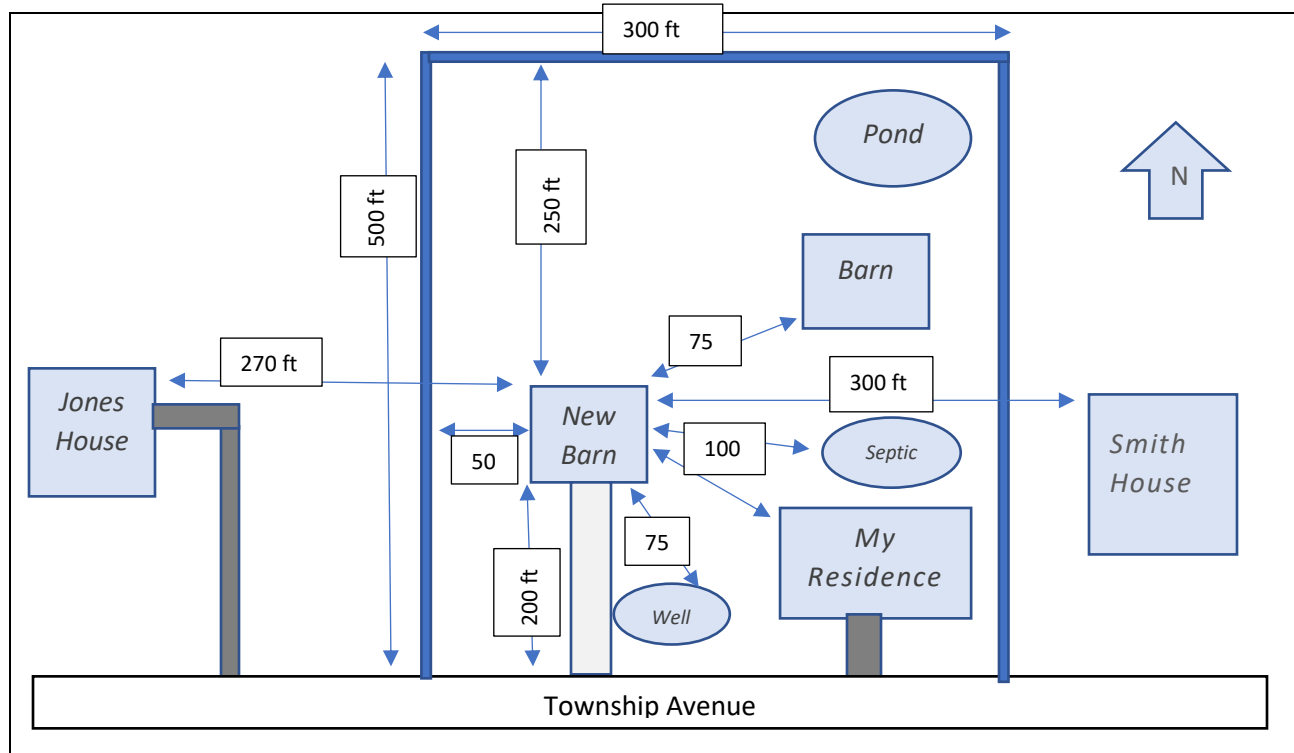 300 ft
Pond
N
500 ft
250 ft
Barn
75
270 ft
300 ft
Jones
House
New
Barn
50
100
Septic
Smith
House
My
Residence
75
200 ft
Well
Township Avenue